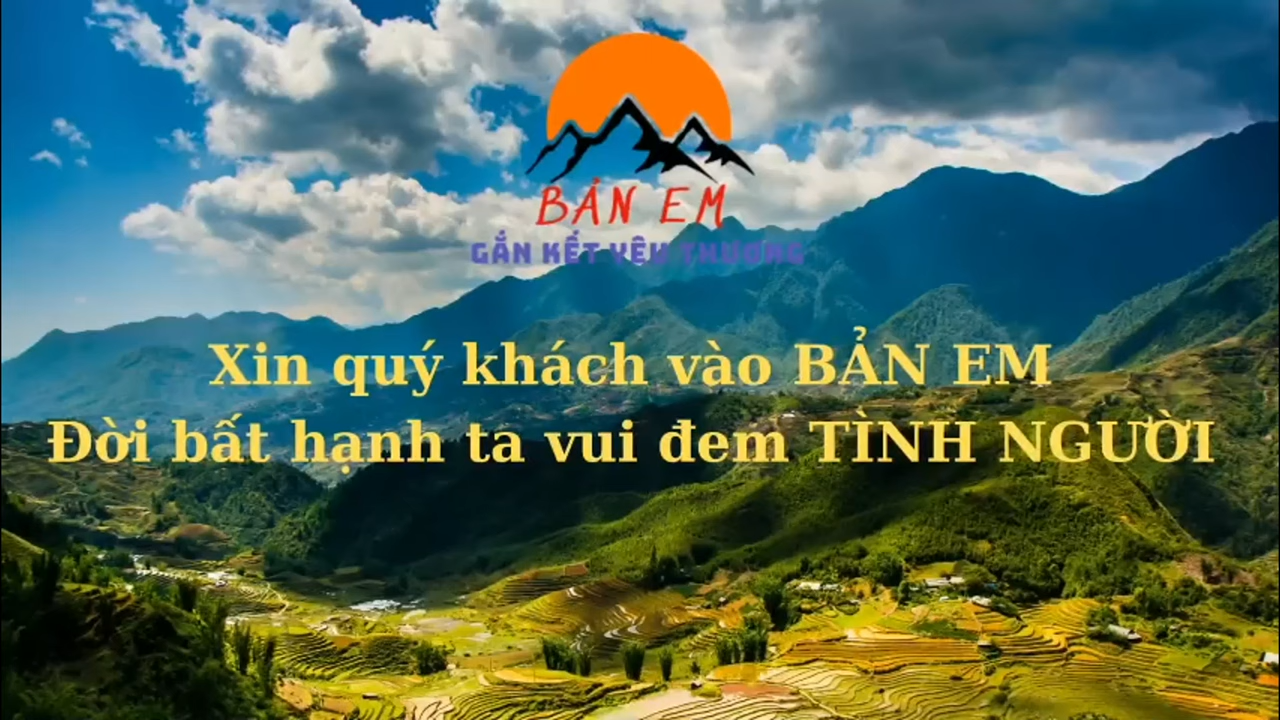 BẢN EM
GẮN KẾT YÊU THƯƠNG
Xin quý khách vào BẢN EM
Đời bất hạnh ta vui đem TÌNH NGƯỜI